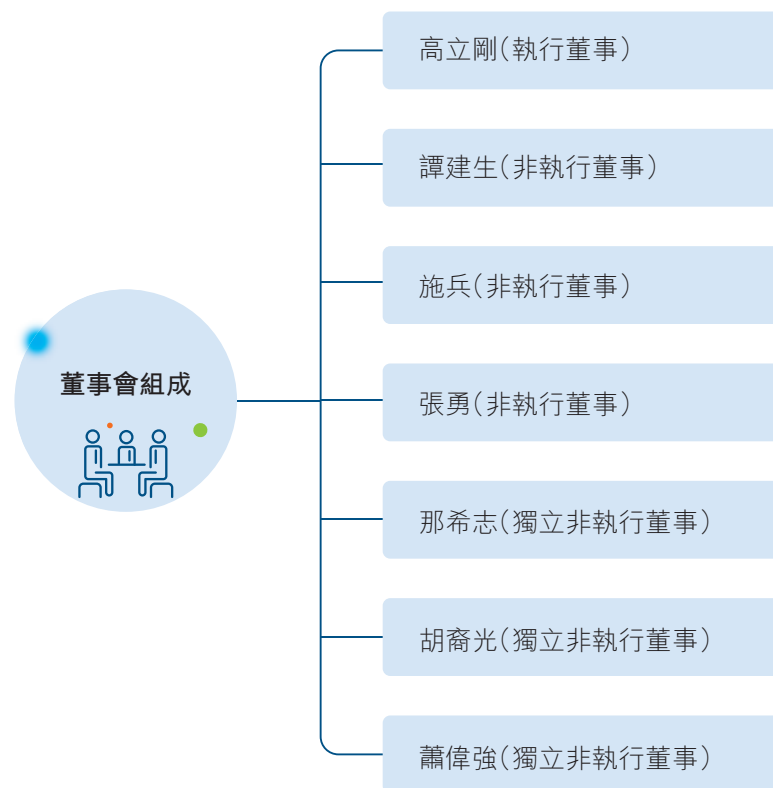 高立剛(執行董事)
譚建生(非執行董事)
施兵(非執行董事)
董事會組成
張勇(非執行董事)
那希志(獨立非執行董事)
胡裔光(獨立非執行董事)
蕭偉強(獨立非執行董事)